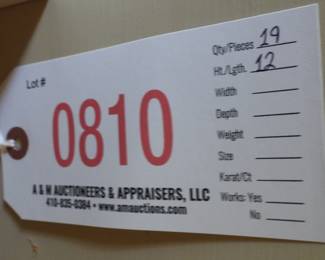 Lot #
0810
A & M AUCTIONEERS & APPRAISERS, LLC
410-835-0384 • www.amauctions.com
Qty/Pieces 19
Ht./Lgth. 12
Width
Depth
Weight
Size
Karat/Ct
Works: Yes
No